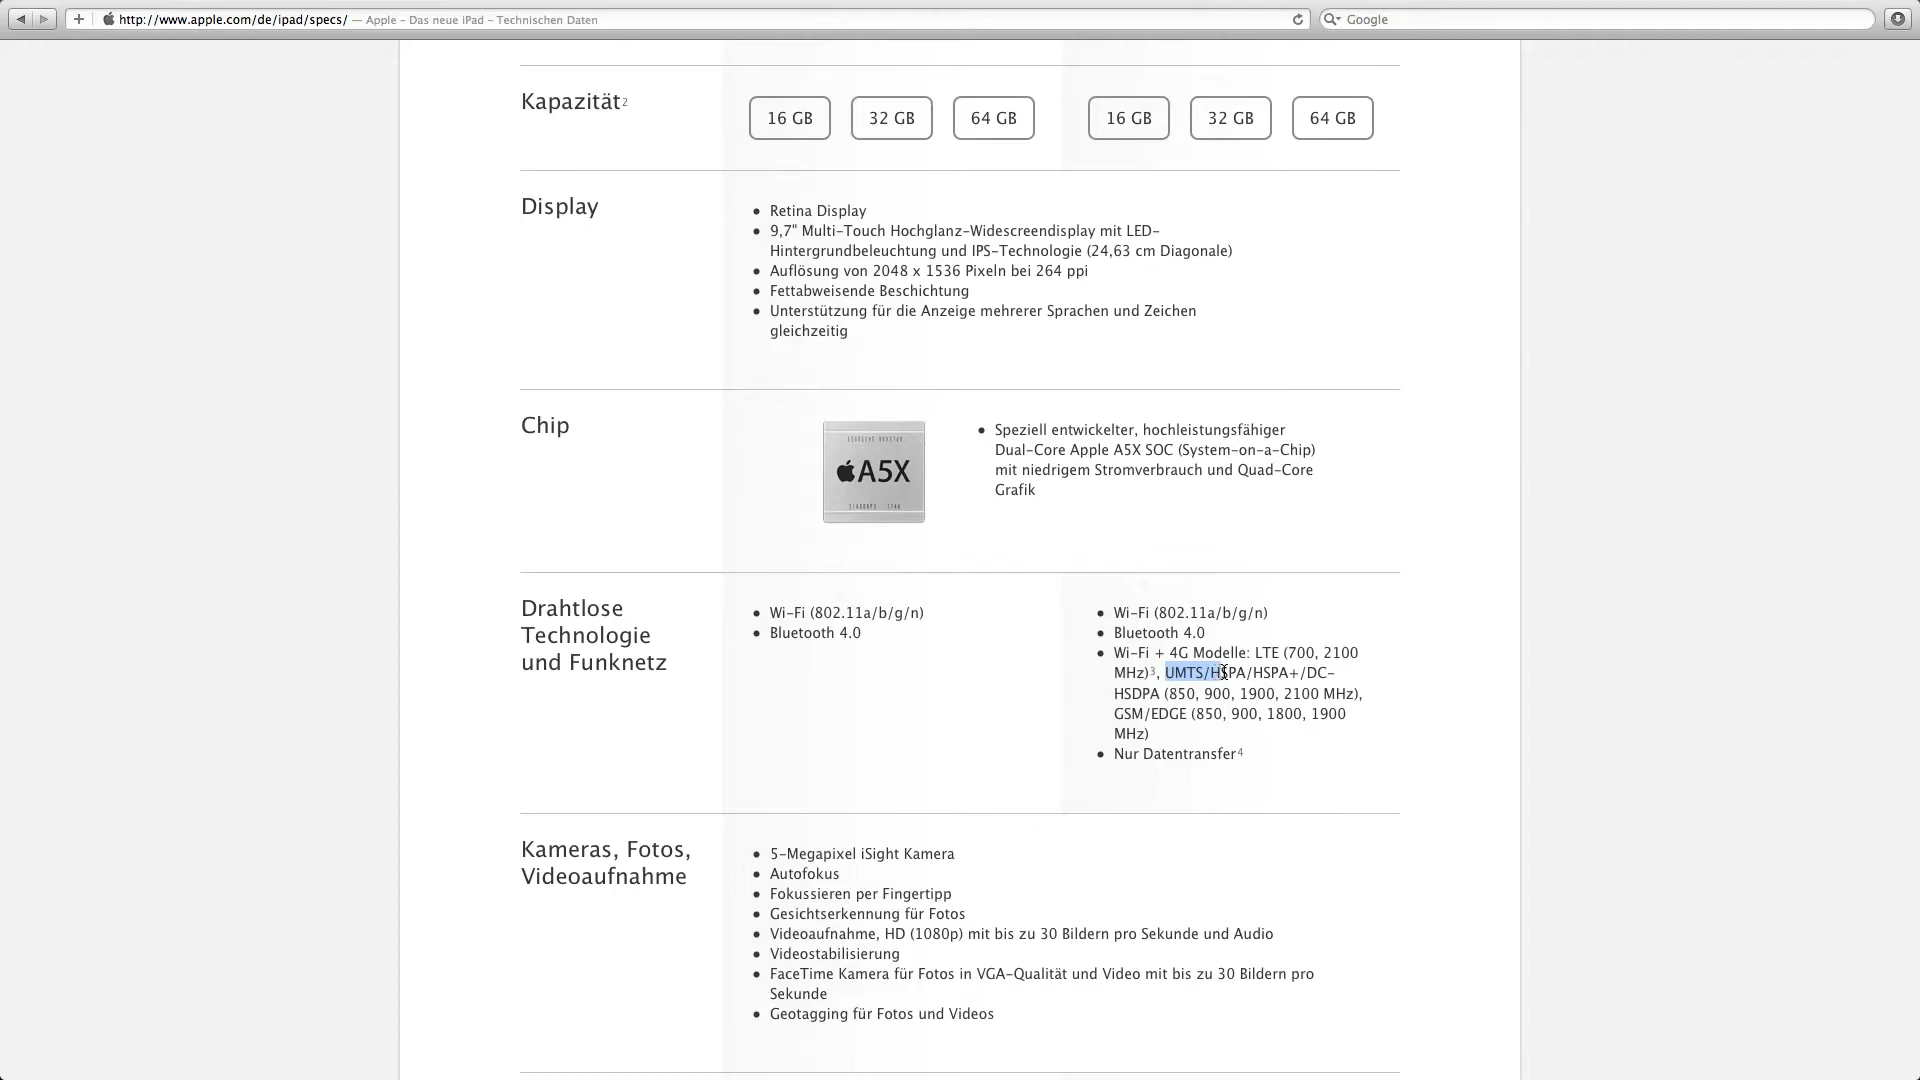 http://www.apple.com/de/ipad/specs/ — Apple – Das neue iPad – Technischen Daten
Google
Kapazität2
16 GB 32 GB 64 GB 16 GB 32 GB 64 GB
Display
• Retina Display
• 9,7" Multi-Touch Hochglanz-Widescreendisplay mit LED-
Hintergrundbeleuchtung und IPS-Technologie (24,63 cm Diagonale)
• Auflösung von 2048 x 1536 Pixeln bei 264 ppi
• Fettabweisende Beschichtung
• Unterstützung für die Anzeige mehrerer Sprachen und Zeichen
gleichzeitig
Chip
A5X
• Speziell entwickelter, hochleistungsfähiger
Dual-Core Apple A5X SOC (System-on-a-Chip)
mit niedrigem Stromverbrauch und Quad-Core
Grafik
Drahtlose
Technologie
und Funknetz
• Wi-Fi (802.11a/b/g/n)
• Bluetooth 4.0
• Wi-Fi (802.11a/b/g/n)
• Bluetooth 4.0
• Wi-Fi + 4G Modelle: LTE (700, 2100
MHz)3, UMTS/HSPA/HSPA+/DC-
HSDPA (850, 900, 1900, 2100 MHz),
GSM/EDGE (850, 900, 1800, 1900
MHz)
• Nur Datentransfer4
Kameras, Fotos,
Videoaufnahme
• 5-Megapixel iSight Kamera
• Autofokus
• Fokussieren per Fingertipp
• Gesichtserkennung für Fotos
• Videoaufnahme, HD (1080p) mit bis zu 30 Bildern pro Sekunde und Audio
• Videostabilisierung
• FaceTime Kamera für Fotos in VGA-Qualität und Video mit bis zu 30 Bildern pro
Sekunde
• Geotagging für Fotos und Videos